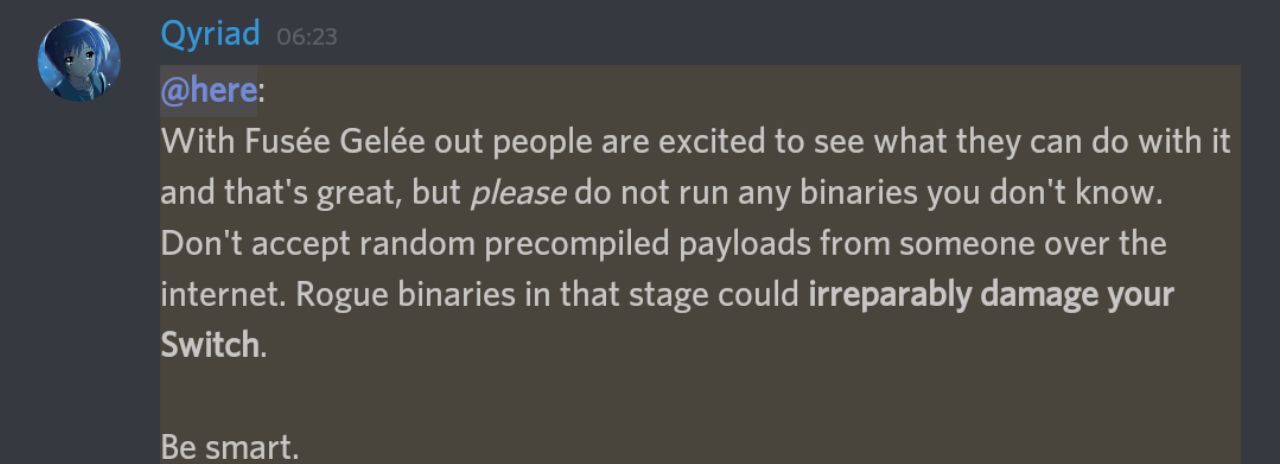 Qyriad 06:23
@here:
With Fusée Gelée out people are excited to see what they can do with it
and that's great, but please do not run any binaries you don't know.
Don't accept random precompiled payloads from someone over the
internet. Rogue binaries in that stage could irreparably damage your
Switch.
Be smart.